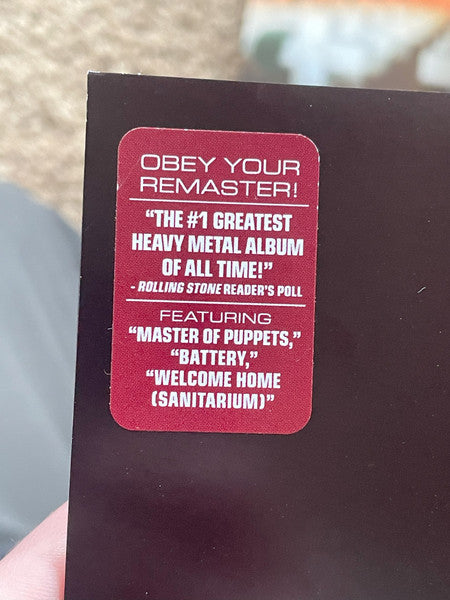 OBEY YOUR
REMASTER!
“THE #1 GREATEST
HEAVY METAL ALBUM
OF ALL TIME!”
- ROLLING STONE READER’S POLL
FEATURING
“MASTER OF PUPPETS,”
“BATTERY,”
“WELCOME HOME
(SANITARIUM)”